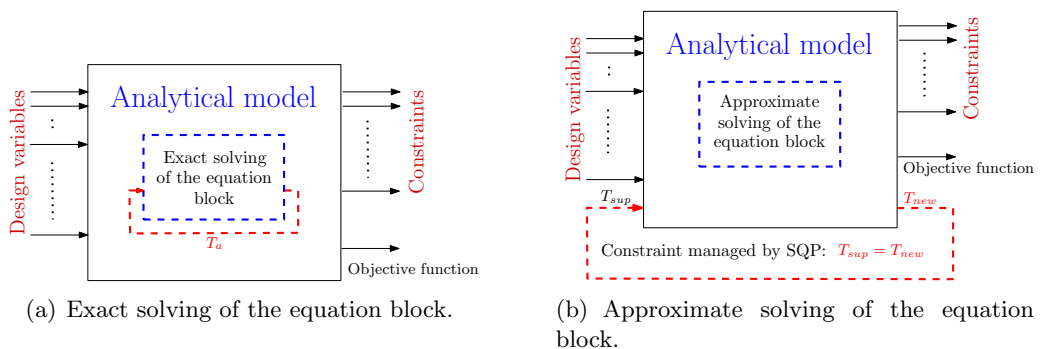 Analytical model
Design variables
Constraints
Exact solving
of the equation
block
T_a
Objective function
(a) Exact solving of the equation block.
Analytical model
Design variables
Constraints
Approximate
solving of the
equation block
Objective function
T_sup
T_new
Constraint managed by SQP: T_sup = T_new
(b) Approximate solving of the equation
block.